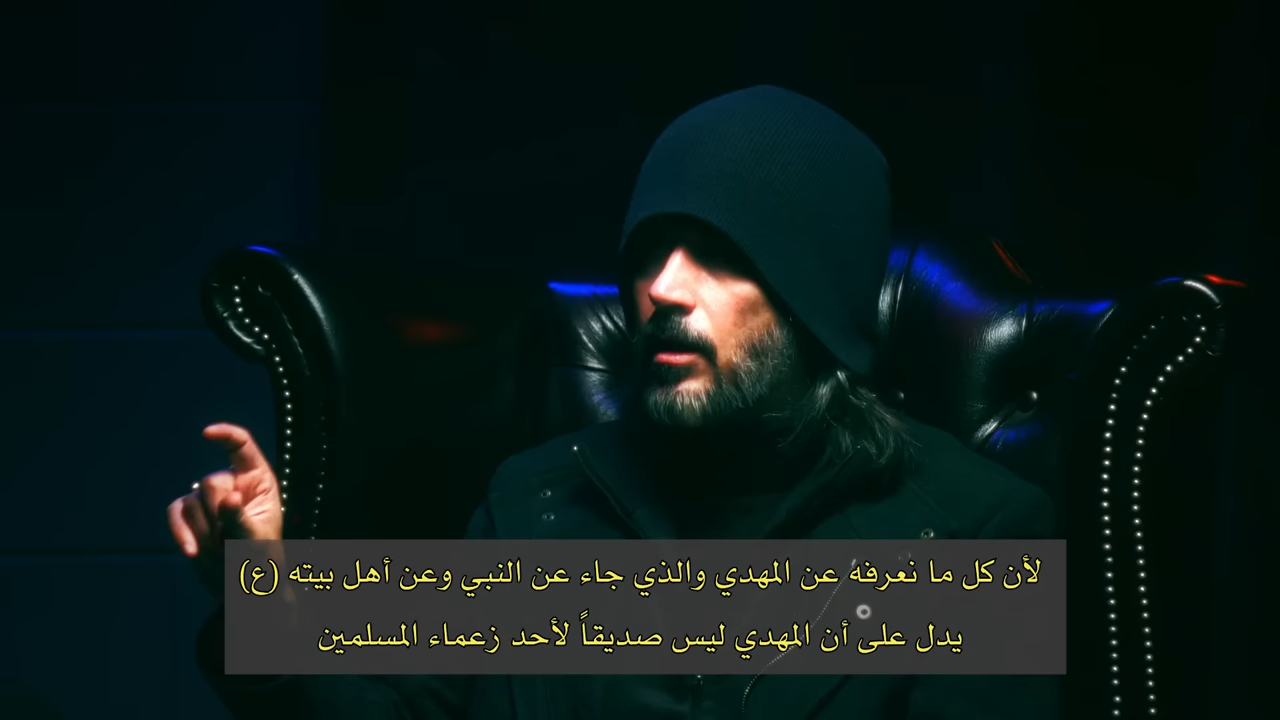 لأن كل ما نعرفه عن المهدي والذي جاء عن النبي وعن أهل بيته (ع)
يدل على أن المهدي ليس صديقاً لأحد زعماء المسلمين